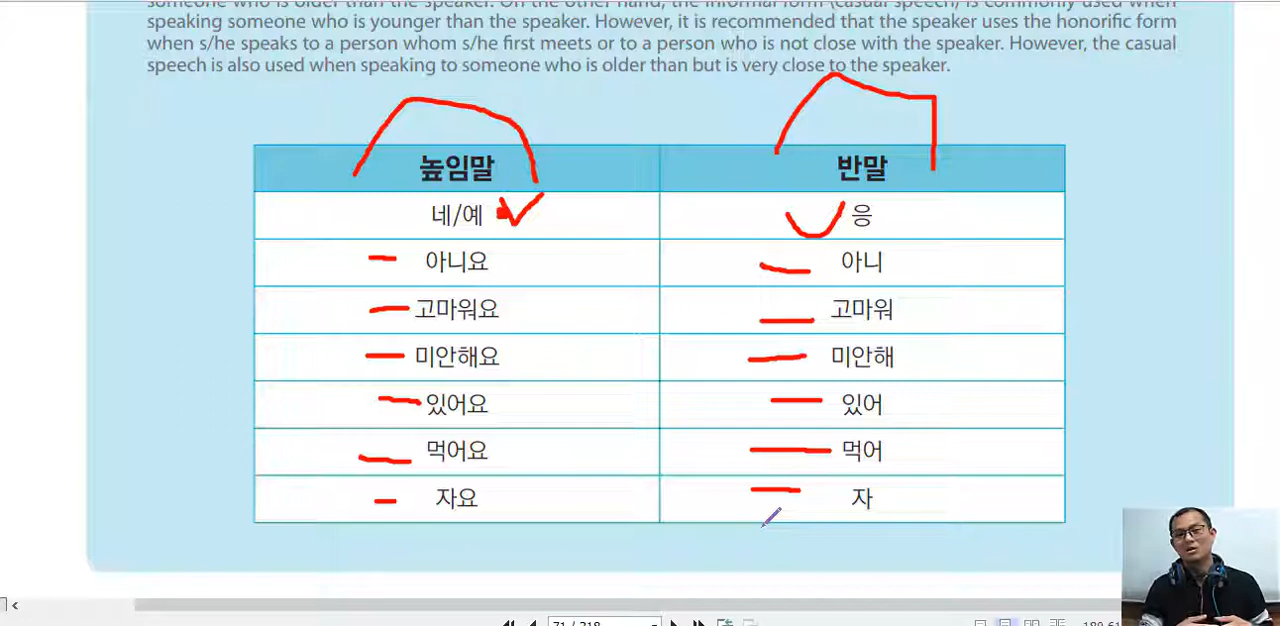 someone who is older than the speaker. On the other hand, the informal form (casual speech) is commonly used when
speaking someone who is younger than the speaker. However, it is recommended that the speaker uses the honorific form
when s/he speaks to a person whom s/he first meets or to a person who is not close with the speaker. However, the casual
speech is also used when speaking to someone who is older than but is very close to the speaker.
높임말 반말
네/예 응
아니요 아니
고마워요 고마워
미안해요 미안해
있어요 있어
먹어요 먹어
자요 자
71 / 218